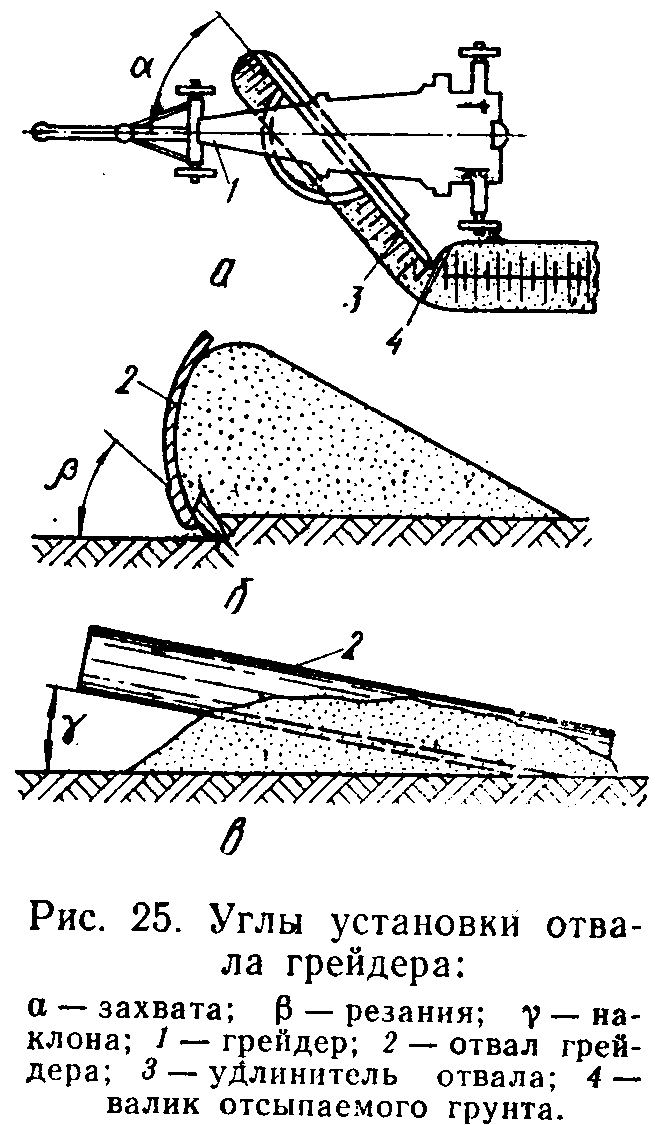 α
1
3
4
а
2
β
б
2
γ
в
Рис. 25. Углы установки отва-
ла грейдера:
α — захвата; β — резания; γ — на-
клона; 1 — грейдер; 2 — отвал грей-
дера; 3 — удлинитель отвала; 4 —
валик отсыпаемого грунта.